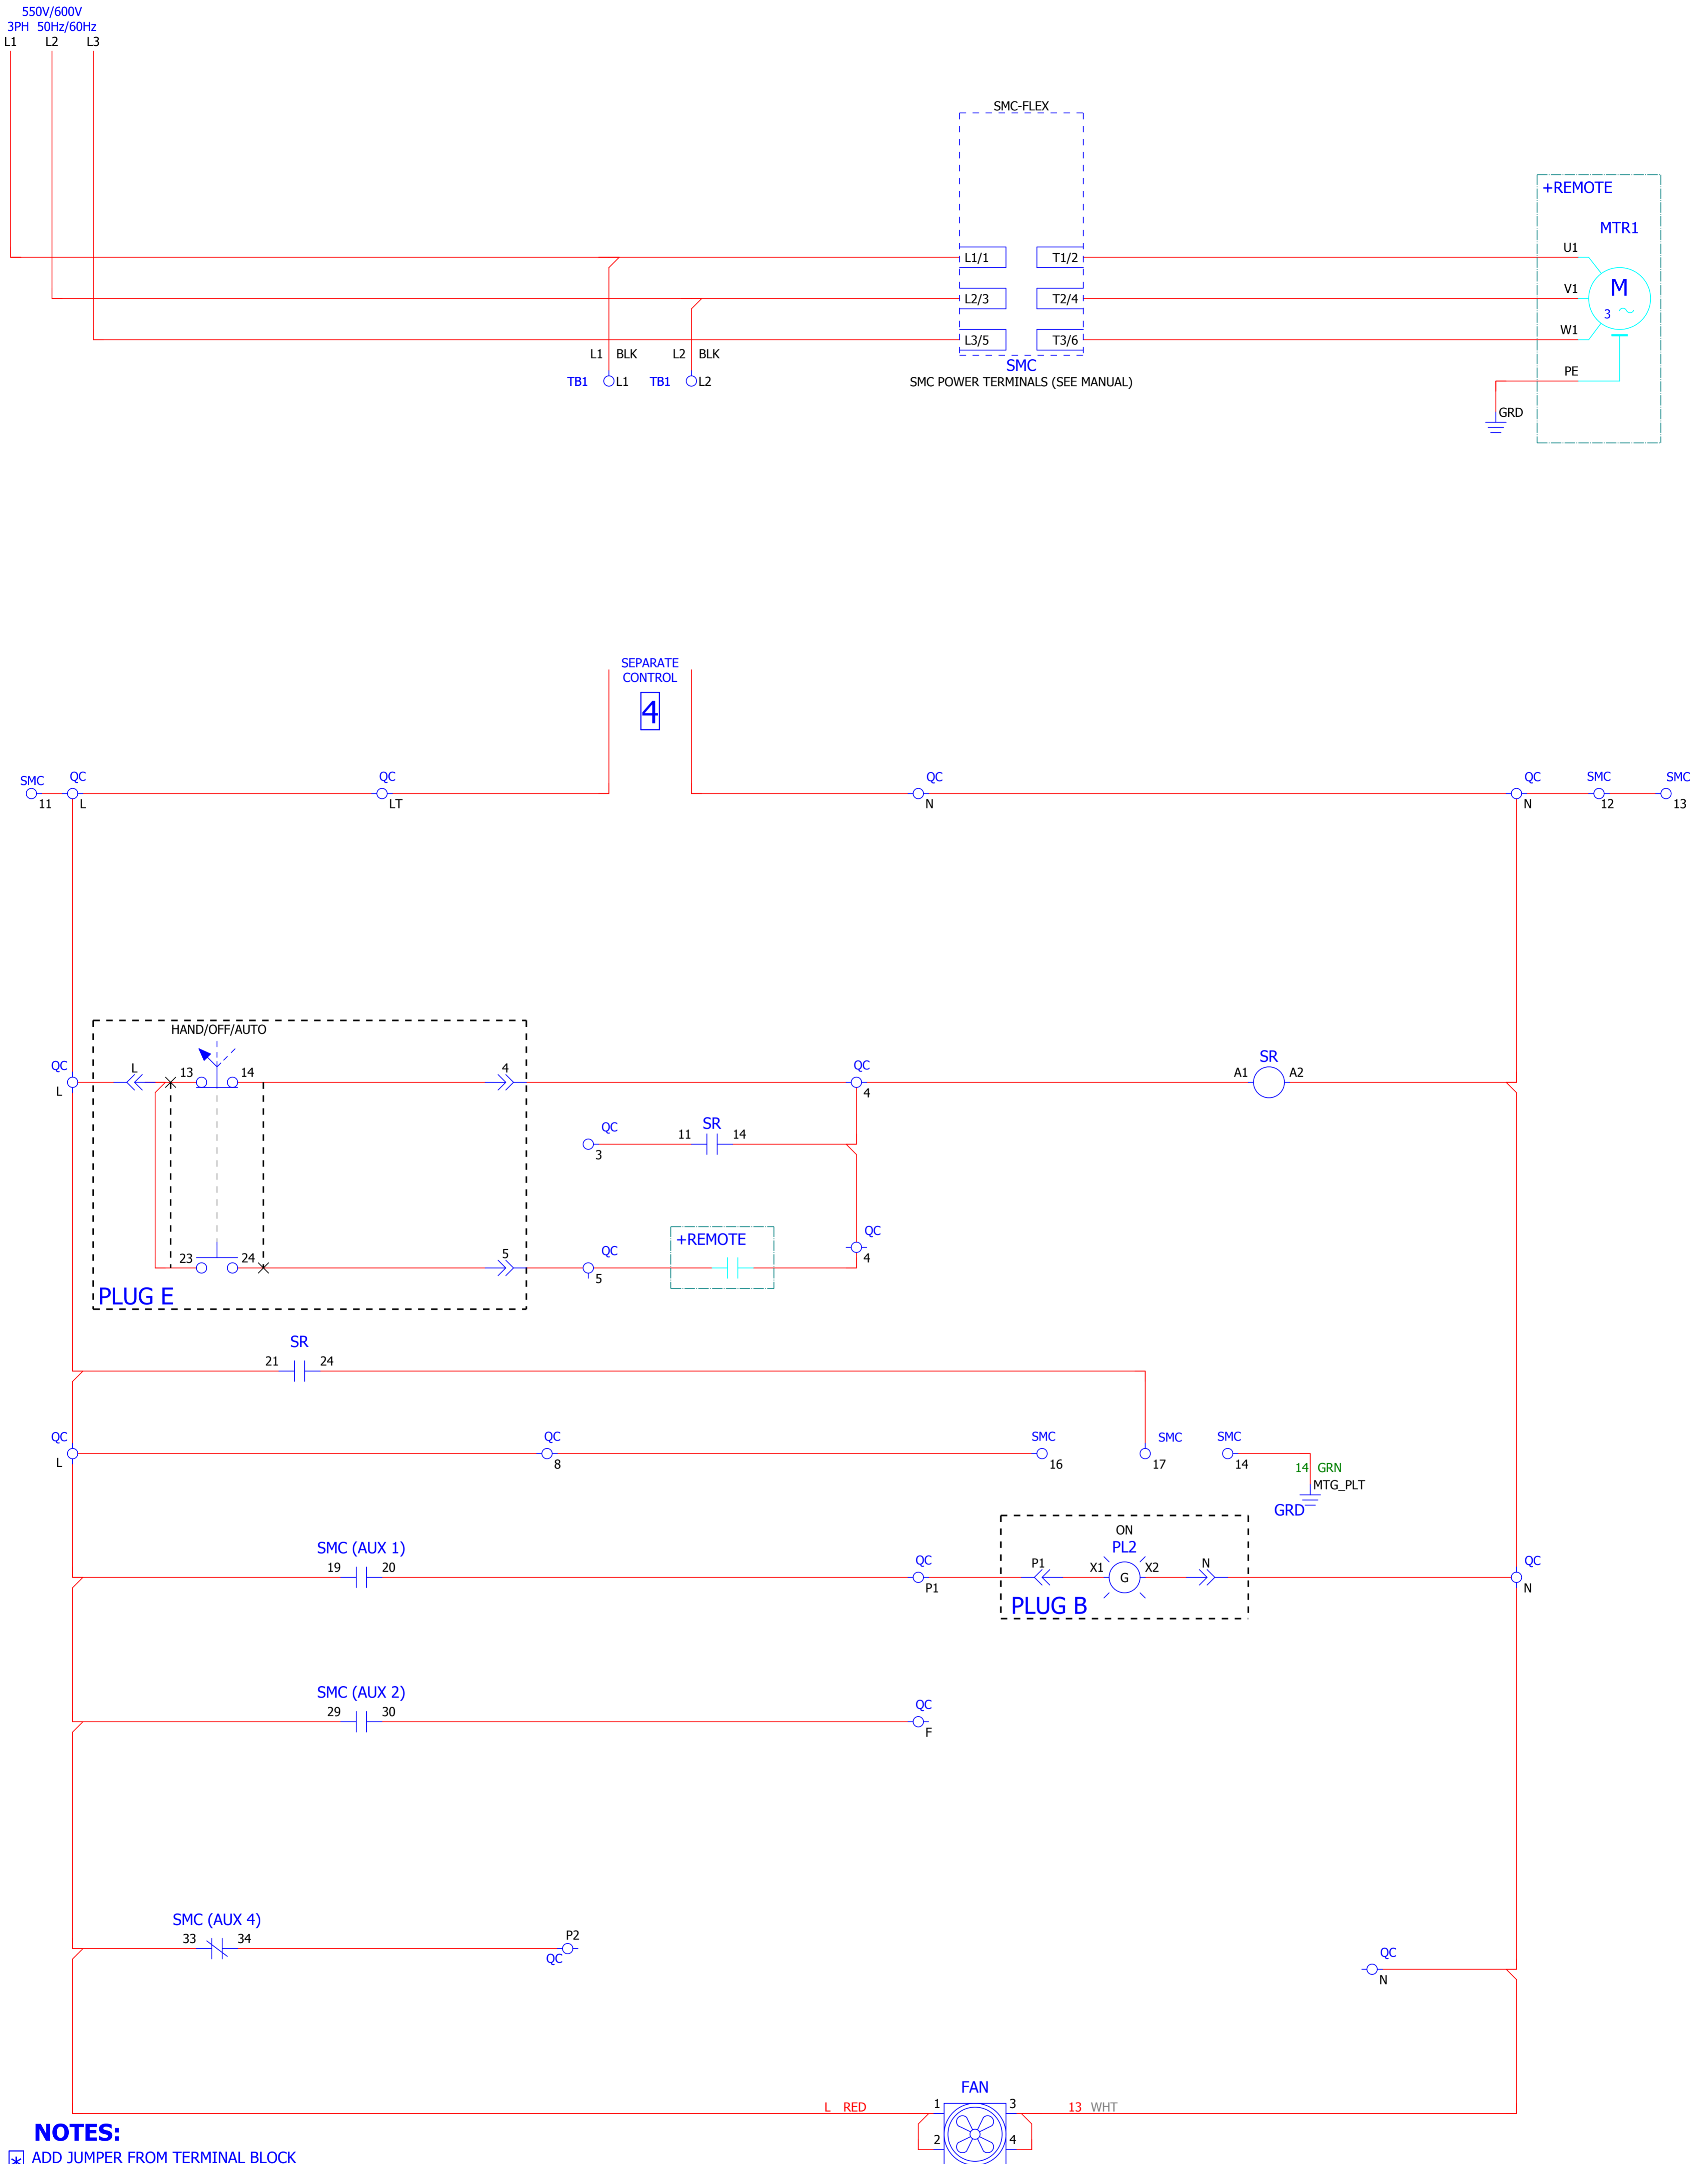 550V/600V
3PH 50Hz/60Hz
L1 L2 L3
SMC-FLEX
+REMOTE
MTR1
L1/1 T1/2 U1
L2/3 T2/4 V1 M
3
L3/5 T3/6 W1
L1 BLK L2 BLK
SMC
TB1 L1 TB1 L2
SMC POWER TERMINALS (SEE MANUAL)
PE
GRD
SEPARATE
CONTROL
4
SMC QC QC QC QC SMC SMC
11 L LT N N 12 13
HAND/OFF/AUTO
QC L 13 14 4 QC SR
A1 A2
L 4
QC 11 SR 14
3
QC
+REMOTE
4
23 24 5 QC
5
PLUG E
SR
21 24
QC QC SMC SMC SMC
L 8 16 17 14
14 GRN
MTG_PLT
GRD
ON
SMC (AUX 1) PL2
19 20 QC P1 X1 G X2 N QC
P1 N
PLUG B
SMC (AUX 2)
29 30 QC
F
SMC (AUX 4)
33 34 P2
QC
QC
N
FAN
L RED 1 3 13 WHT
2 4
NOTES:
* ADD JUMPER FROM TERMINAL BLOCK